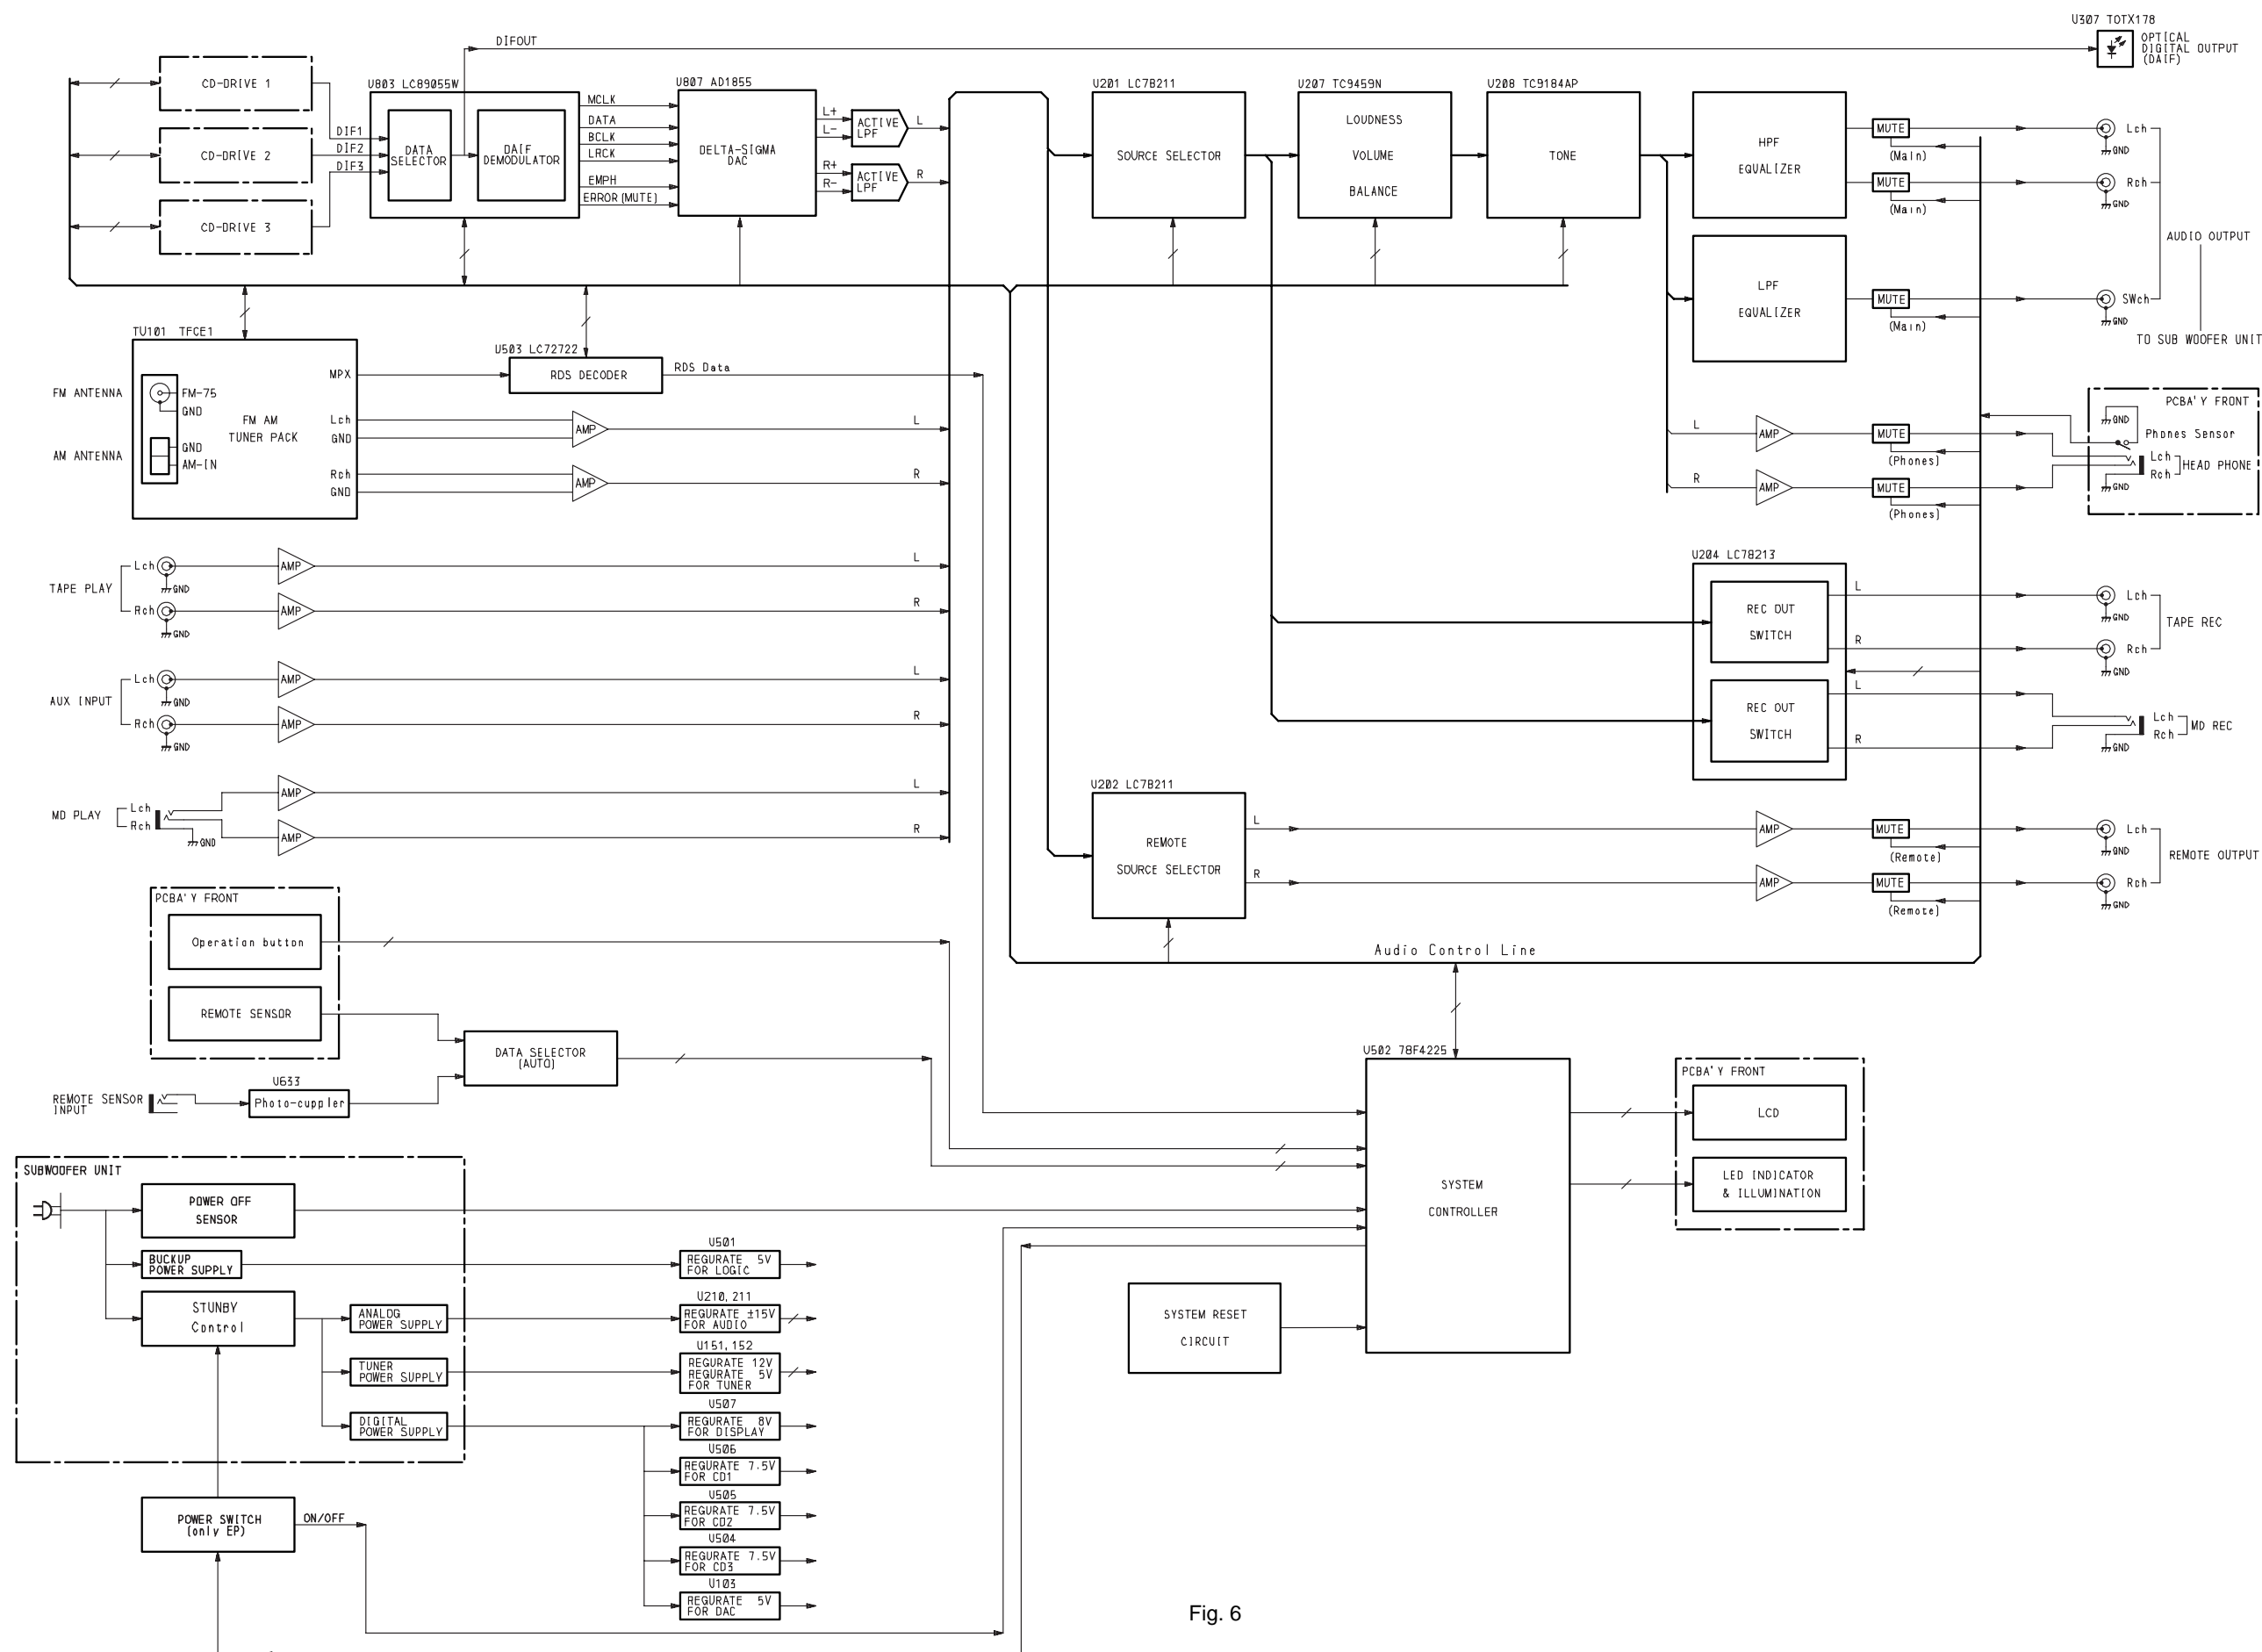 U307 TOTX178
OPTICAL
DIGITAL OUTPUT
(DAIF)
DIFOUT
CD-DRIVE 1
CD-DRIVE 2
CD-DRIVE 3
DIF1
DIF2
DIF3
U803 LC89055W
DATA
SELECTOR
DAIF
DEMODULATOR
MCLK
DATA
BCLK
LRCK
EMPH
ERROR(MUTE)
U807 AD1855
DELTA-SIGMA
DAC
L+
L-
R+
R-
ACTIVE
LPF
ACTIVE
LPF
L
R
U201 LC7B211
SOURCE SELECTOR
U207 TC9459N
LOUDNESS
VOLUME
BALANCE
U208 TC9184AP
TONE
HPF
EQUALIZER
LPF
EQUALIZER
MUTE
(Main)
MUTE
(Main)
MUTE
(Main)
Lch
GND
Rch
GND
SWch
GND
AUDIO OUTPUT
TO SUB WOOFER UNIT
TU101 TFCE1
FM ANTENNA
FM-75
GND
AM ANTENNA
GND
AM-IN
FM AM
TUNER PACK
MPX
Lch
GND
Rch
GND
U503 LC72722
RDS DECODER
RDS Data
AMP
L
AMP
R
L
AMP
MUTE
(Phones)
R
AMP
MUTE
(Phones)
PCBA'Y FRONT
GND
Phones Sensor
Lch
Rch
HEAD PHONE
GND
TAPE PLAY
Lch
GND
AMP
L
Rch
GND
AMP
R
AUX INPUT
Lch
GND
AMP
L
Rch
GND
AMP
R
MD PLAY
Lch
Rch
GND
AMP
L
AMP
R
U204 LC78213
REC OUT
SWITCH
L
R
REC OUT
SWITCH
L
R
Lch
GND
Rch
GND
TAPE REC
Lch
Rch
GND
MD REC
U202 LC7B211
REMOTE
SOURCE SELECTOR
L
R
AMP
MUTE
(Remote)
AMP
MUTE
(Remote)
Lch
GND
Rch
GND
REMOTE OUTPUT
Audio Control Line
PCBA'Y FRONT
Operation button
REMOTE SENSOR
DATA SELECTOR
(AUTO)
REMOTE SENSOR
INPUT
U633
Photo-cuppler
U502 78F4225
SYSTEM
CONTROLLER
PCBA'Y FRONT
LCD
LED INDICATOR
& ILLUMINATION
SYSTEM RESET
CIRCUIT
SUBWOOFER UNIT
POWER OFF
SENSOR
BUCKUP
POWER SUPPLY
STUNBY
Control
ANALOG
POWER SUPPLY
TUNER
POWER SUPPLY
DIGITAL
POWER SUPPLY
POWER SWITCH
(only EP)
ON/OFF
U501
REGURATE 5V
FOR LOGIC
U210, 211
REGURATE ±15V
FOR AUDIO
U151, 152
REGURATE 12V
REGURATE 5V
FOR TUNER
U507
REGURATE 8V
FOR DISPLAY
U506
REGURATE 7.5V
FOR CD1
U505
REGURATE 7.5V
FOR CD2
U504
REGURATE 7.5V
FOR CD3
U103
REGURATE 5V
FOR DAC
Fig. 6